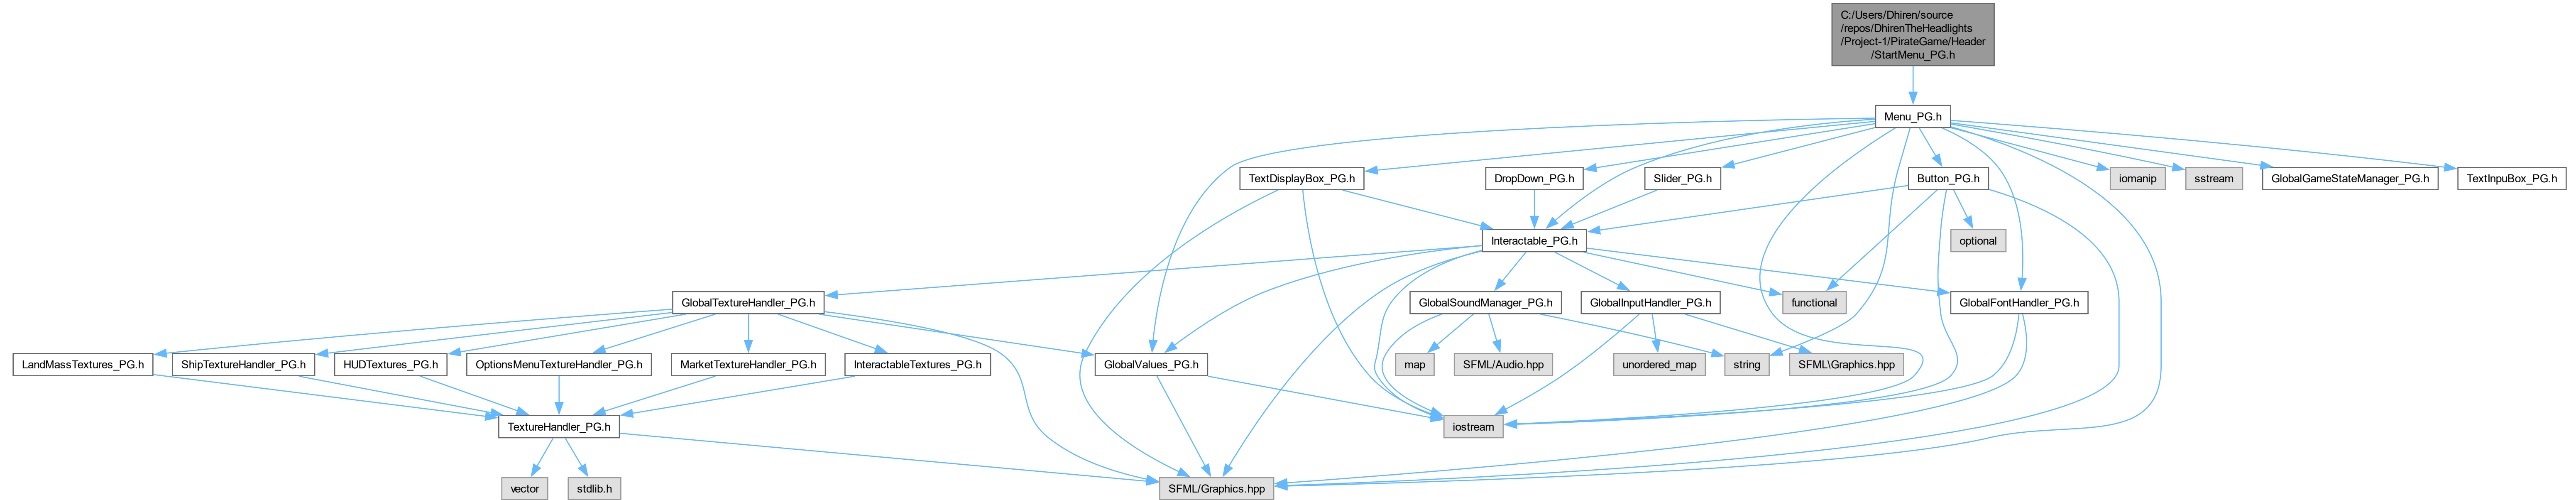 C:/Users/Dhiren/source
/repos/DhirenTheHeadlights
/Project-1/PirateGame/Header
/StartMenu_PG.h
Menu_PG.h
TextDisplayBox_PG.h
DropDown_PG.h
Slider_PG.h
Button_PG.h
iomanip
sstream
GlobalGameStateManager_PG.h
TextInpuBox_PG.h
Interactable_PG.h
optional
GlobalTextureHandler_PG.h
GlobalSoundManager_PG.h
GlobalInputHandler_PG.h
functional
GlobalFontHandler_PG.h
LandMassTextures_PG.h
ShipTextureHandler_PG.h
HUDTextures_PG.h
OptionsMenuTextureHandler_PG.h
MarketTextureHandler_PG.h
InteractableTextures_PG.h
GlobalValues_PG.h
map
SFML/Audio.hpp
unordered_map
string
SFML\Graphics.hpp
TextureHandler_PG.h
iostream
vector
stdlib.h
SFML/Graphics.hpp